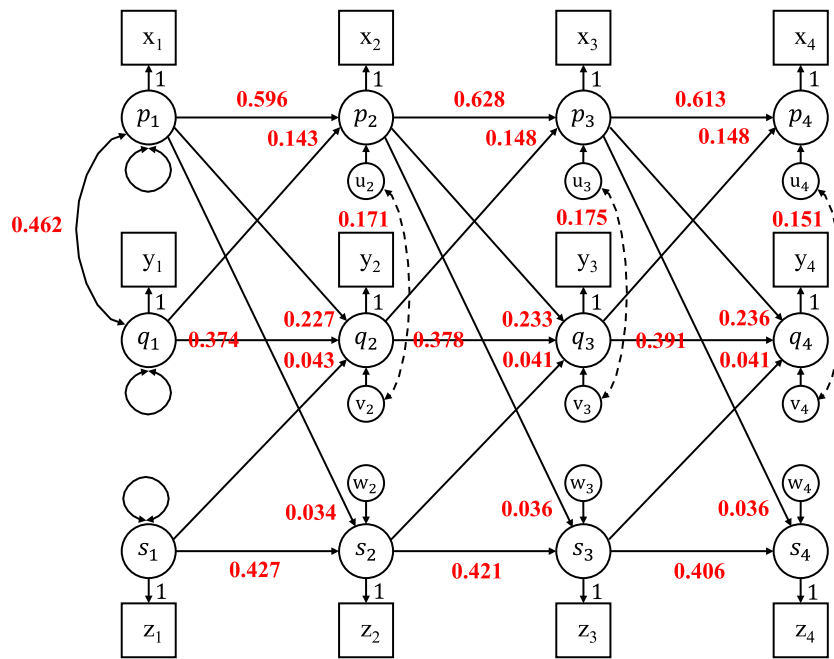 x₁ x₂ x₃ x₄
1 1 1 1
0.596 0.628 0.613
p₁ p₂ p₃ p₄
0.143 0.148 0.148
u₂ u₃ u₄
0.462 0.171 0.175 0.151
y₁ y₂ y₃ y₄
1 1 1 1
0.227 0.233 0.236
q₁ 0.374 q₂ 0.378 q₃ 0.391 q₄
0.043 0.041 0.041
v₂ v₃ v₄
w₂ w₃ w₄
0.034 0.036 0.036
s₁ s₂ s₃ s₄
0.427 0.421 0.406
1 1 1 1
z₁ z₂ z₃ z₄